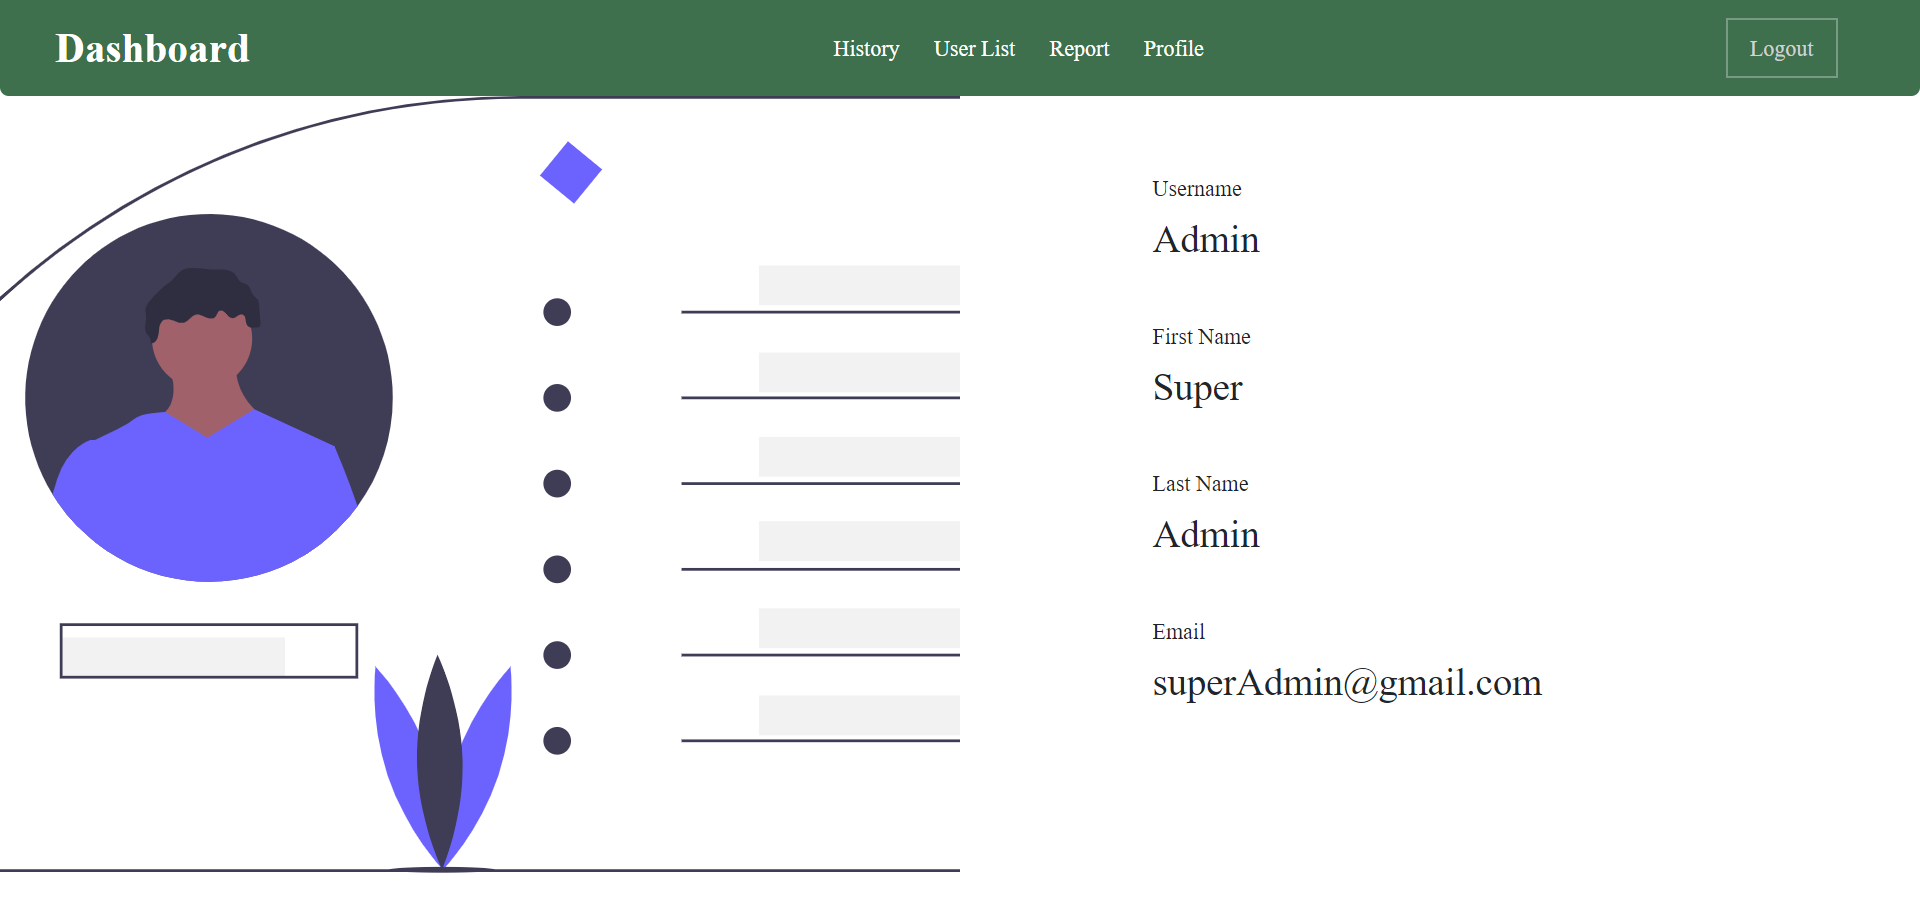 Dashboard
History User List Report Profile
Logout
Username
Admin
First Name
Super
Last Name
Admin
Email
superAdmin@gmail.com